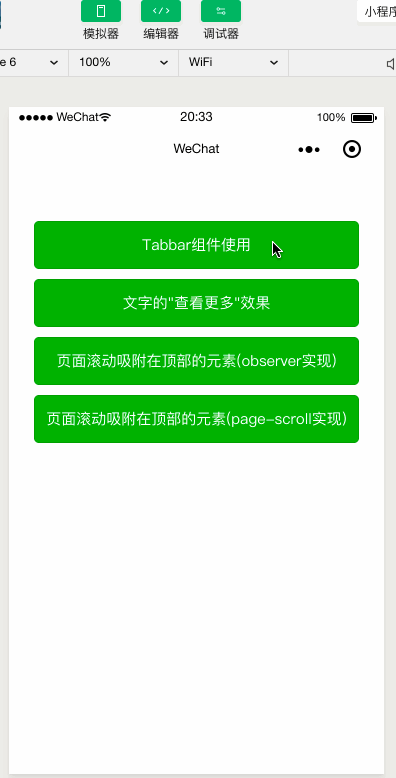 小程序
模拟器 编辑器 调试器
e 6 100% WiFi
WeChat 20:33 100%
WeChat
Tabbar组件使用
文字的"查看更多"效果
页面滚动吸附在顶部的元素(observer实现)
页面滚动吸附在顶部的元素(page-scroll实现)